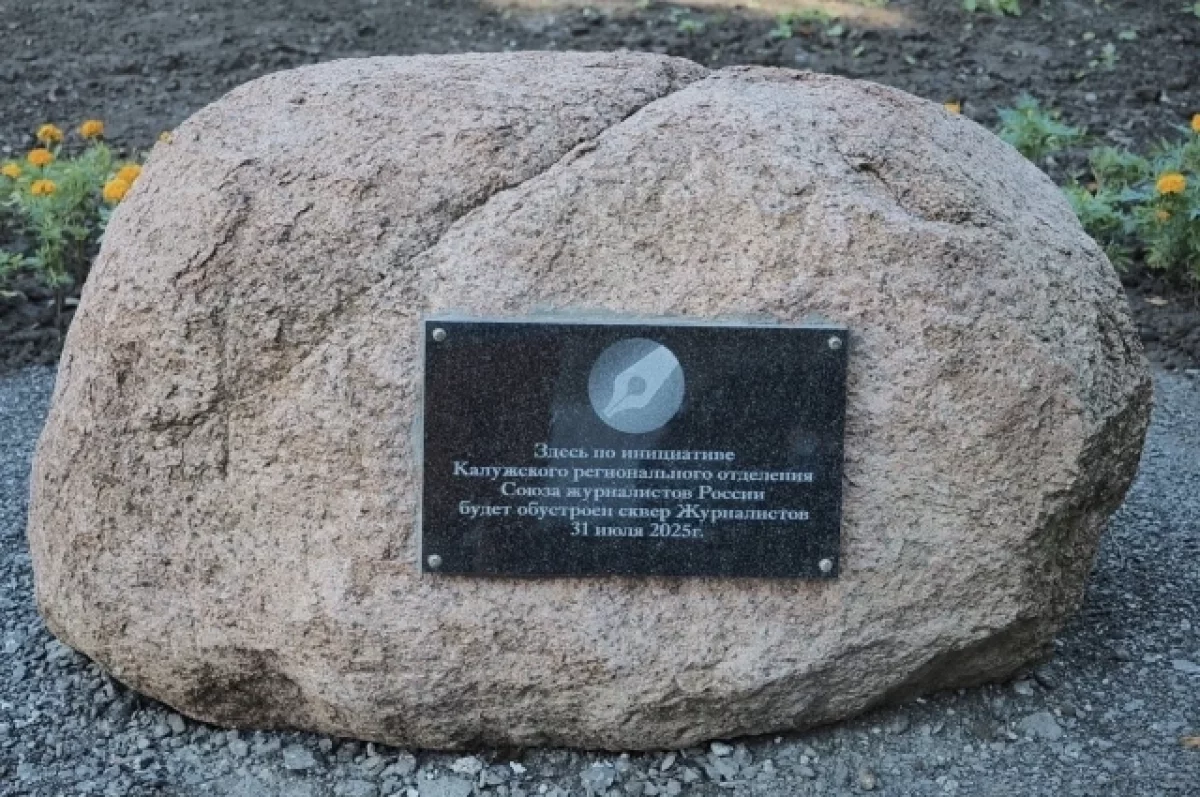 Здесь по инициативе
Калужского регионального отделения
Союза журналистов России
будет обустроен сквер Журналистов
31 июля 2025г.